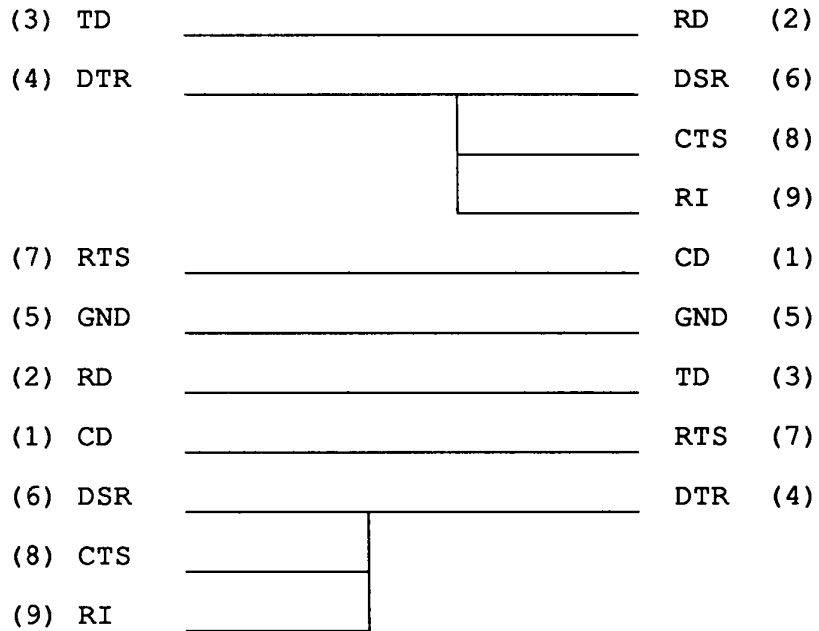 (3) TD RD (2)
(4) DTR DSR (6)
CTS (8)
RI (9)
(7) RTS CD (1)
(5) GND GND (5)
(2) RD TD (3)
(1) CD RTS (7)
(6) DSR DTR (4)
(8) CTS
(9) RI